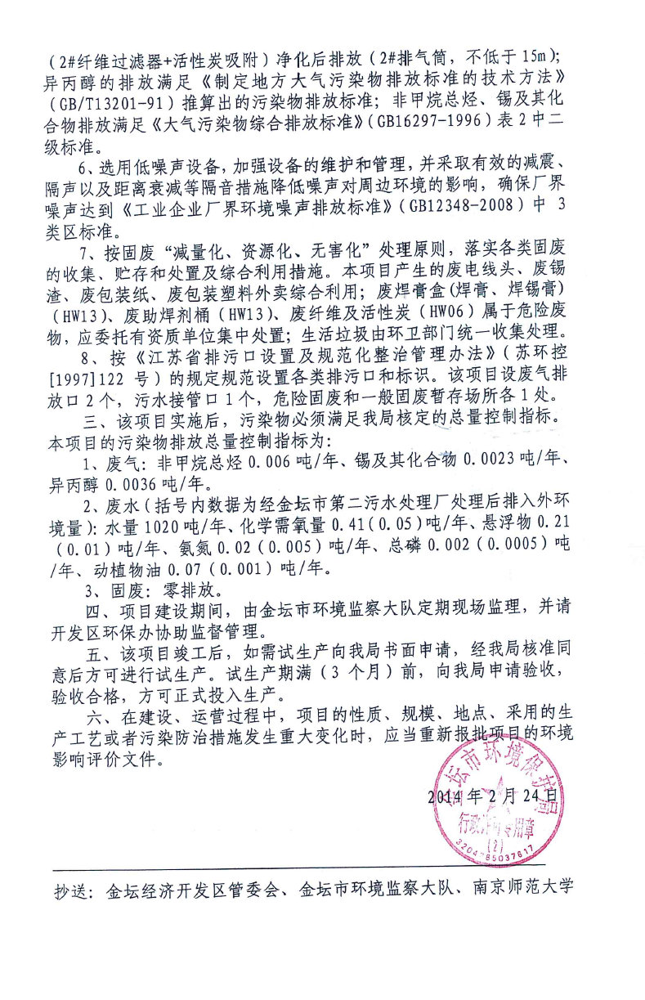 （2#纤维过滤器+活性炭吸附）净化后排放（2#排气筒，不低于15m）；
异丙醇的排放满足《制定地方大气污染物排放标准的技术方法》
（GB/T13201-91）推算出的污染物排放标准；非甲烷总烃、锡及其化
合物排放满足《大气污染物综合排放标准》（GB16297-1996）表2中二
级标准。
6、选用低噪声设备，加强设备的维护和管理，并采取有效的减震、
隔声以及距离衰减等隔音措施降低噪声对周边环境的影响，确保厂界
噪声达到《工业企业厂界环境噪声排放标准》（GB12348-2008）中 3
类区标准。
7、按固废“减量化、资源化、无害化”处理原则，落实各类固废
的收集、贮存和处置及综合利用措施。本项目产生的废电线头、废锡
渣、废包装纸、废包装塑料外卖综合利用；废焊膏盒(焊膏、焊锡膏)
（HW13）、废助焊剂桶（HW13）、废纤维及活性炭（HW06）属于危险废
物，应委托有资质单位集中处置；生活垃圾由环卫部门统一收集处理。
8、按《江苏省排污口设置及规范化整治管理办法》（苏环控
[1997]122 号）的规定规范设置各类排污口和标识。该项目设废气排
放口2个，污水接管口1个，危险固废和一般固废暂存场所各1处。
三、该项目实施后，污染物必须满足我局核定的总量控制指标。
本项目的污染物排放总量控制指标为：
1、废气：非甲烷总烃0.006吨/年、锡及其化合物0.0023吨/年、
异丙醇0.0036吨/年。
2、废水（括号内数据为经金坛市第二污水处理厂处理后排入外环
境量）：水量1020吨/年、化学需氧量0.41(0.05)吨/年、悬浮物0.21
（0.01）吨/年、氨氮0.02（0.005）吨/年、总磷0.002（0.0005）吨
/年、动植物油0.07（0.001）吨/年。
3、固废：零排放。
四、项目建设期间，由金坛市环境监察大队定期现场监理，并请
开发区环保办协助监督管理。
五、该项目竣工后，如需试生产向我局书面申请，经我局核准同
意后方可进行试生产。试生产期满（3 个月）前，向我局申请验收，
验收合格，方可正式投入生产。
六、在建设、运营过程中，项目的性质、规模、地点、采用的生
产工艺或者污染防治措施发生重大变化时，应当重新报批项目的环境
影响评价文件。
金坛市环境保护局
2014年2月24日
行政许可专用章
(2)
3204785037617
抄送：金坛经济开发区管委会、金坛市环境监察大队、南京师范大学